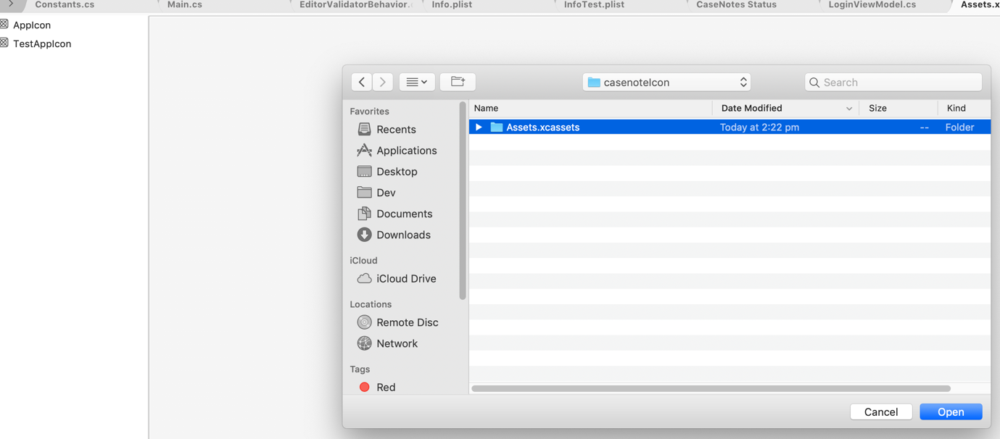 Constants.cs Main.cs EditorValidatorBehavior. Info.plist InfoTest.plist CaseNotes Status LoginViewModel.cs Assets.x
AppIcon
TestAppIcon
casenoteIcon Search
Favorites
Recents
Applications
Desktop
Dev
Documents
Downloads
iCloud
iCloud Drive
Locations
Remote Disc
Network
Tags
Red
Name Date Modified Size Kind
Assets.xcassets Today at 2:22 pm -- Folder
Cancel Open